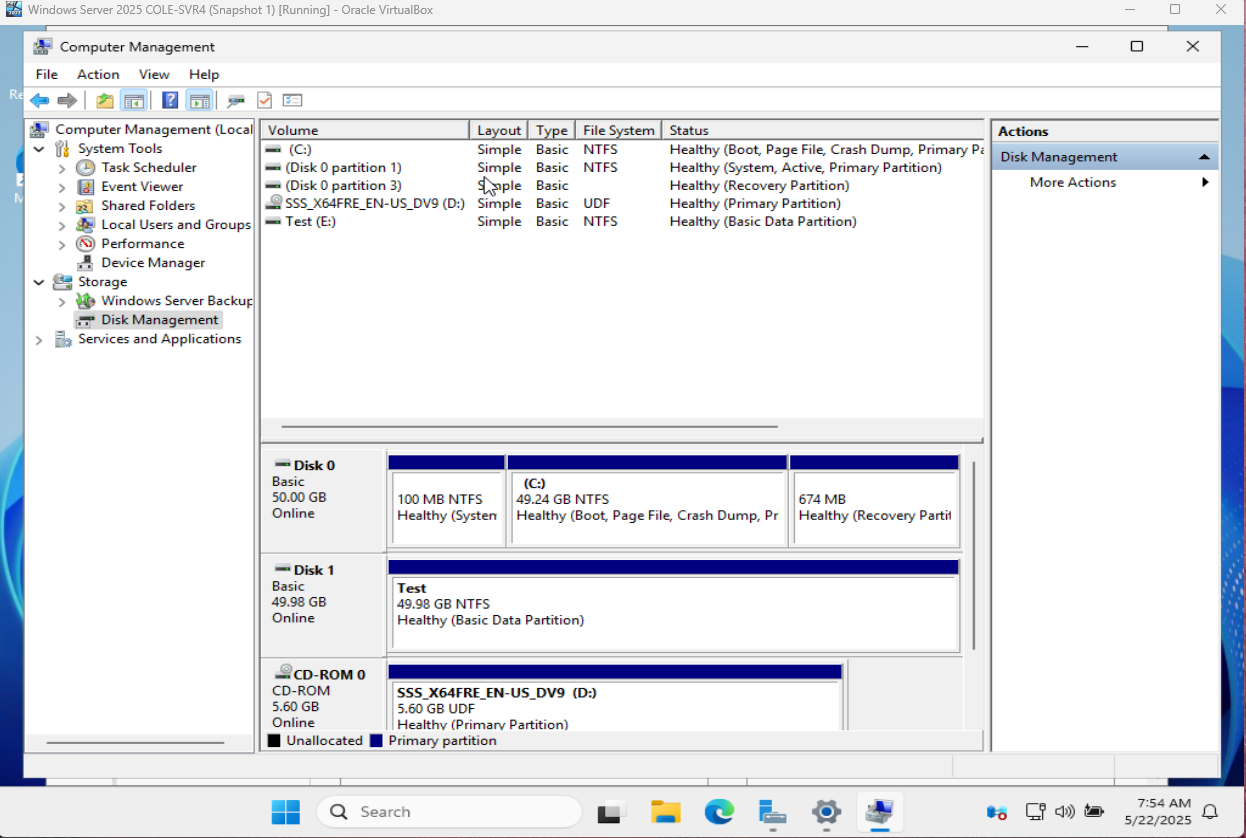 Windows Server 2025 COLE-SVR4 (Snapshot 1) [Running] - Oracle VirtualBox
Computer Management
File Action View Help
Computer Management (Local
System Tools
Task Scheduler
Event Viewer
Shared Folders
Local Users and Groups
Performance
Device Manager
Storage
Windows Server Backup
Disk Management
Services and Applications
Volume Layout Type File System Status
(C:) Simple Basic NTFS Healthy (Boot, Page File, Crash Dump, Primary Pa
(Disk 0 partition 1) Simple Basic NTFS Healthy (System, Active, Primary Partition)
(Disk 0 partition 3) Simple Basic Healthy (Recovery Partition)
SSS_X64FRE_EN-US_DV9 (D:) Simple Basic UDF Healthy (Primary Partition)
Test (E:) Simple Basic NTFS Healthy (Basic Data Partition)
Actions
Disk Management
More Actions
Disk 0
Basic
50.00 GB
Online
100 MB NTFS
Healthy (System
(C:)
49.24 GB NTFS
Healthy (Boot, Page File, Crash Dump, Pr
674 MB
Healthy (Recovery Partit
Disk 1
Basic
49.98 GB
Online
Test
49.98 GB NTFS
Healthy (Basic Data Partition)
CD-ROM 0
CD-ROM
5.60 GB
Online
SSS_X64FRE_EN-US_DV9 (D:)
5.60 GB UDF
Healthy (Primary Partition)
Unallocated Primary partition
Search
7:54 AM
5/22/2025